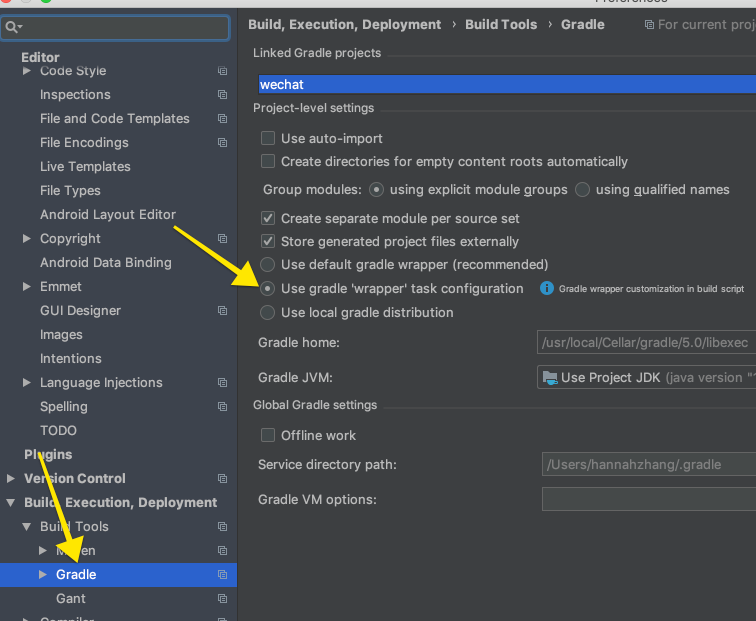 Preferences
Build, Execution, Deployment › Build Tools › Gradle For current proj
Editor
Code Style
Inspections
File and Code Templates
File Encodings
Live Templates
File Types
Android Layout Editor
Copyright
Android Data Binding
Emmet
GUI Designer
Images
Intentions
Language Injections
Spelling
TODO
Plugins
Version Control
Build, Execution, Deployment
Build Tools
Maven
Gradle
Gant
Compiler
Linked Gradle projects
wechat
Project-level settings
Use auto-import
Create directories for empty content roots automatically
Group modules: using explicit module groups using qualified names
Create separate module per source set
Store generated project files externally
Use default gradle wrapper (recommended)
Use gradle 'wrapper' task configuration Gradle wrapper customization in build script
Use local gradle distribution
Gradle home: /usr/local/Cellar/gradle/5.0/libexec
Gradle JVM: Use Project JDK (java version "1
Global Gradle settings
Offline work
Service directory path: /Users/hannahzhang/.gradle
Gradle VM options: